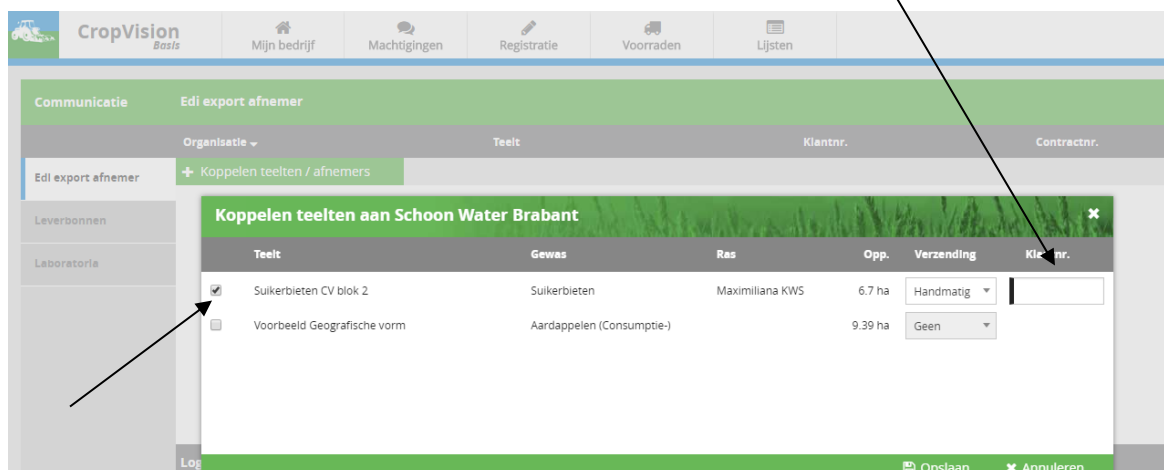 CropVision
Basis
Mijn bedrijf Machtigingen Registratie Voorraden Lijsten
Communicatie Edi export afnemer
Organisatie Teelt Klantnr. Contractnr.
Edi export afnemer + Koppelen teelten / afnemers
Leverbonnen
Laboratoria
Koppelen teelten aan Schoon Water Brabant
Teelt Gewas Ras Opp. Verzending Klantnr.
Suikerbieten CV blok 2 Suikerbieten Maximiliana KWS 6.7 ha Handmatig
Voorbeeld Geografische vorm Aardappelen (Consumptie-) 9.39 ha Geen
Log
Opslaan Annuleren